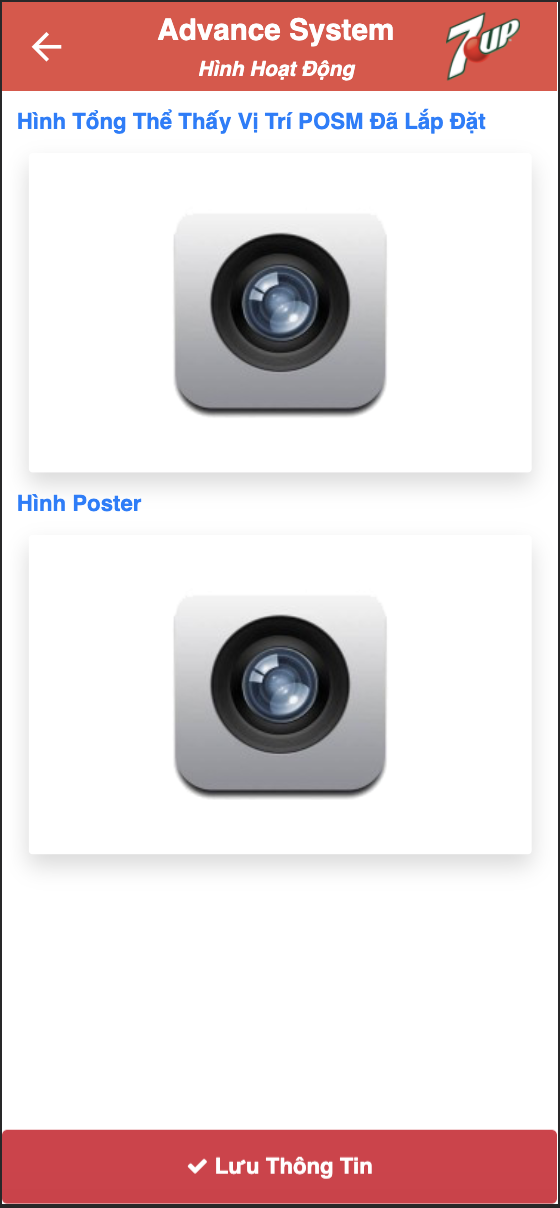 Advance System
Hình Hoạt Động
7UP
Hình Tổng Thể Thấy Vị Trí POSM Đã Lắp Đặt
Hình Poster
Lưu Thông Tin